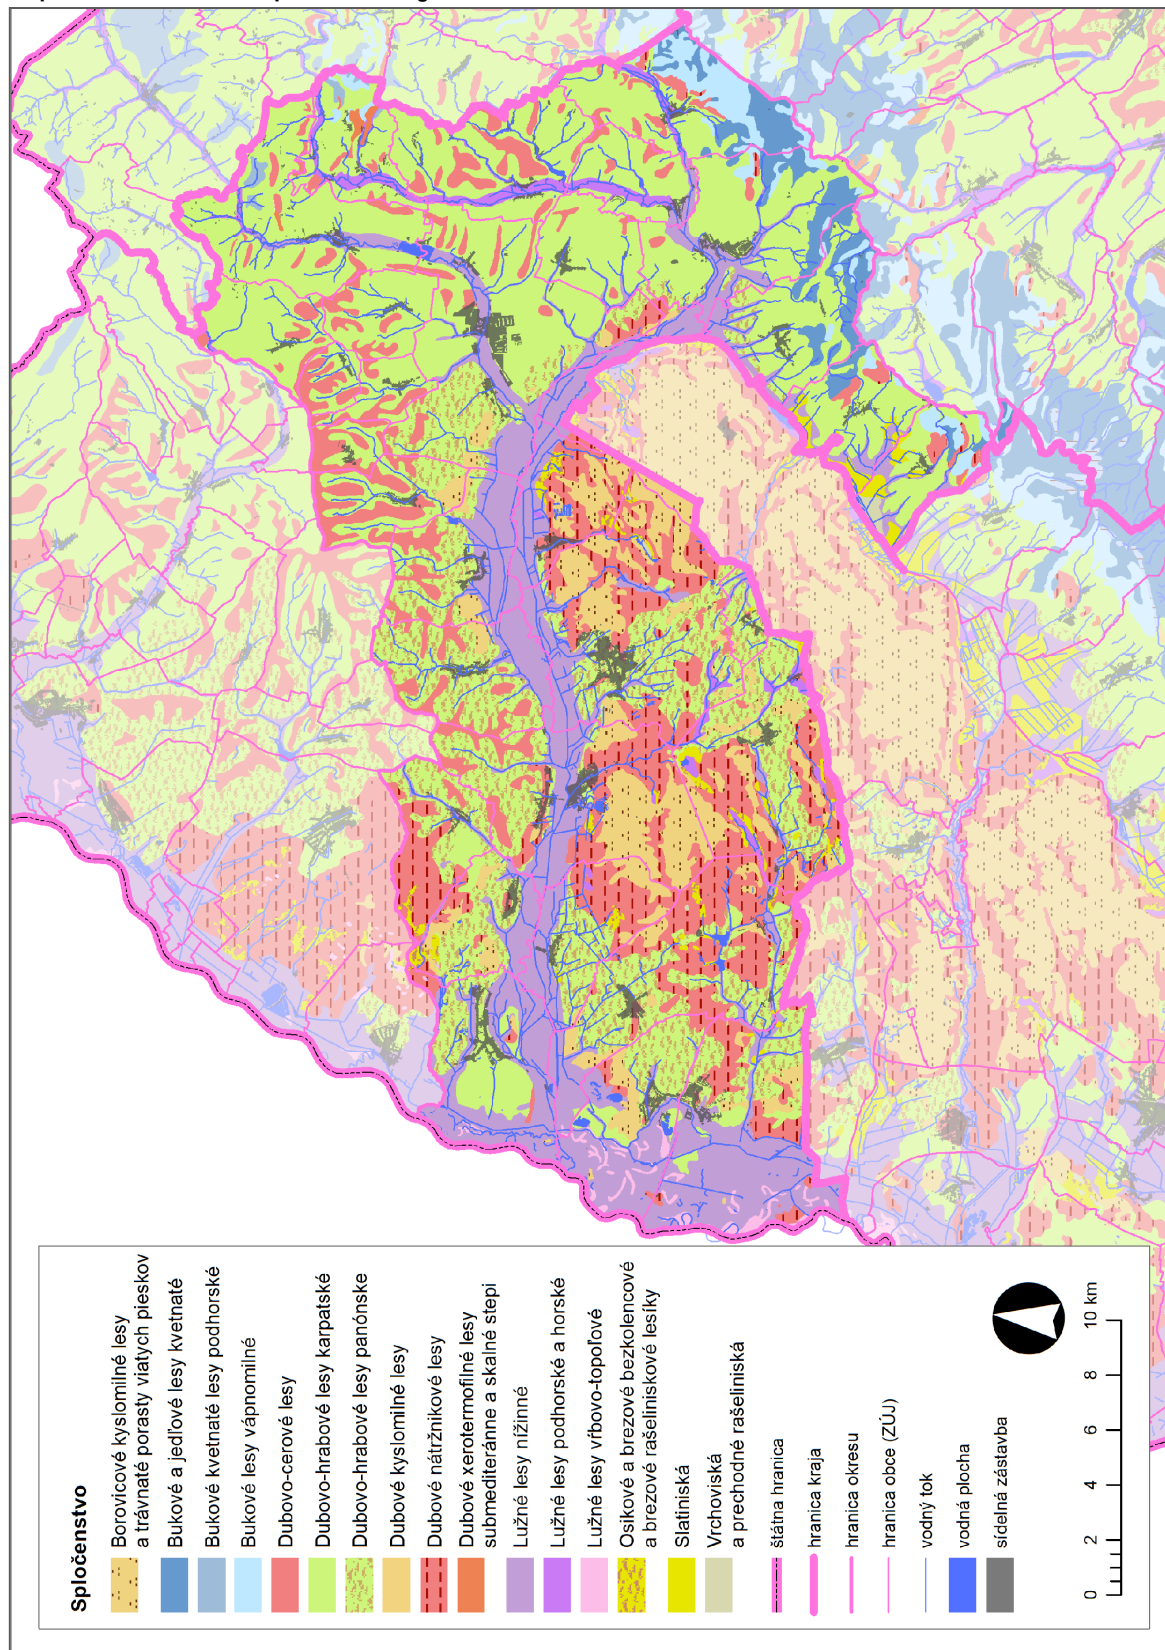 Spločenstvo
Borovicové kyslomilné lesy
a trávnaté porasty viatych pieskov
Bukové a jedľové lesy kvetnaté
Bukové kvetnaté lesy podhorské
Bukové lesy vápnomilné
Dubovo-cerové lesy
Dubovo-hrabové lesy karpatské
Dubovo-hrabové lesy panónske
Dubové kyslomilné lesy
Dubové nátržnikové lesy
Dubové xerotermofilné lesy
submediteránne a skalné stepi
Lužné lesy nížinné
Lužné lesy podhorské a horské
Lužné lesy vŕbovo-topoľové
Osikové a brezové bezkolencové
a brezové rašeliniskové lesíky
Slatiniská
Vrchoviská
a prechodné rašeliniská
štátna hranica
hranica kraja
hranica okresu
hranica obce (ZÚJ)
vodný tok
vodná plocha
sídelná zástavba
0 2 4 6 8 10 km